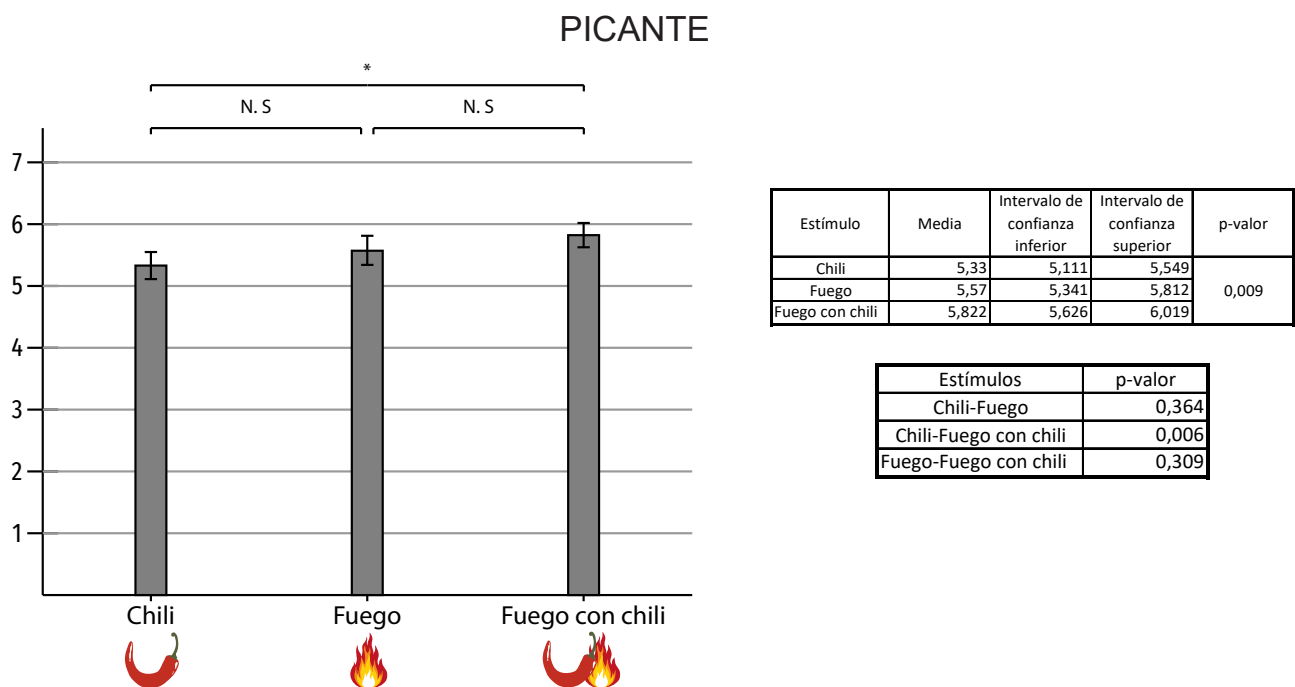 PICANTE
*
N. S
N. S
7
6
5
4
3
2
1
Chili
Fuego
Fuego con chili
Estímulo
Media
Intervalo de
confianza
inferior
Intervalo de
confianza
superior
p-valor
Chili
5,33
5,111
5,549
Fuego
5,57
5,341
5,812
0,009
Fuego con chili
5,822
5,626
6,019
Estímulos
p-valor
Chili-Fuego
0,364
Chili-Fuego con chili
0,006
Fuego-Fuego con chili
0,309